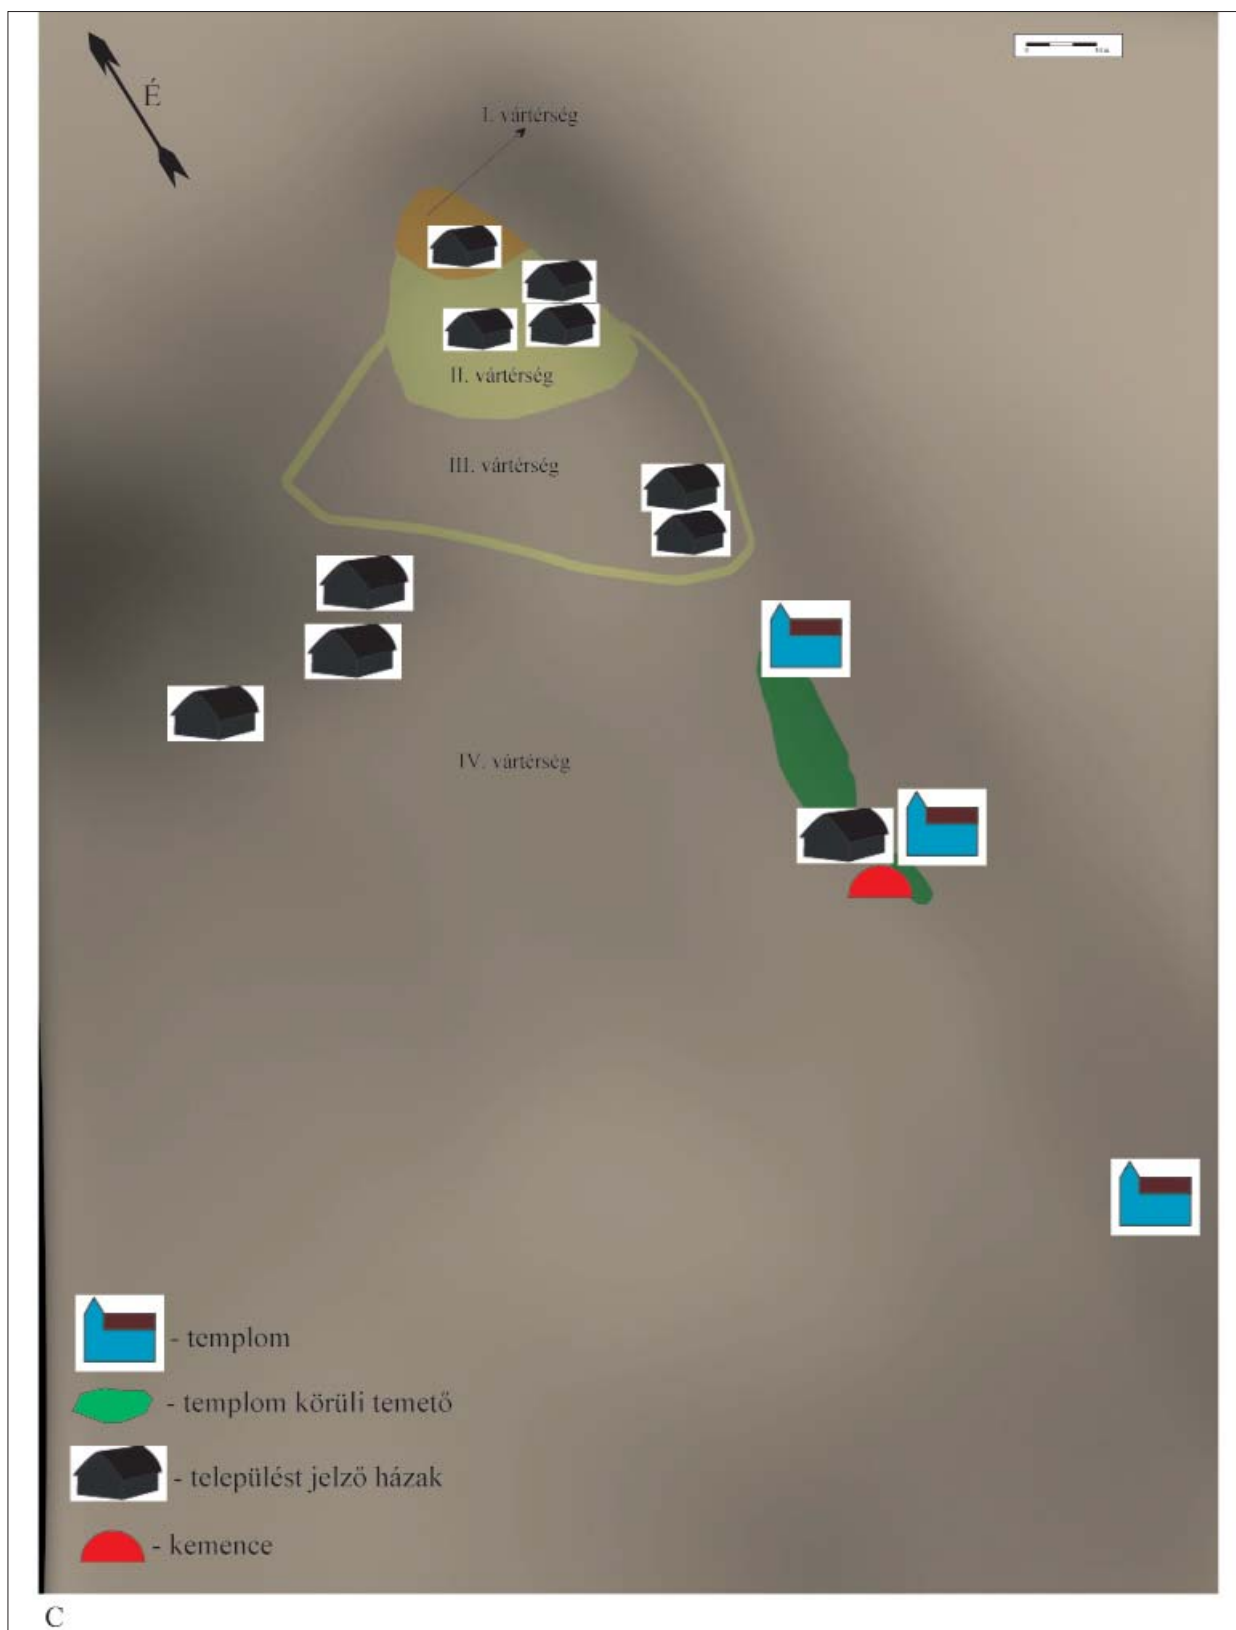 É
I. vártérség
II. vártérség
III. vártérség
IV. vártérség
- templom
- templom körüli temető
- települést jelző házak
- kemence
C